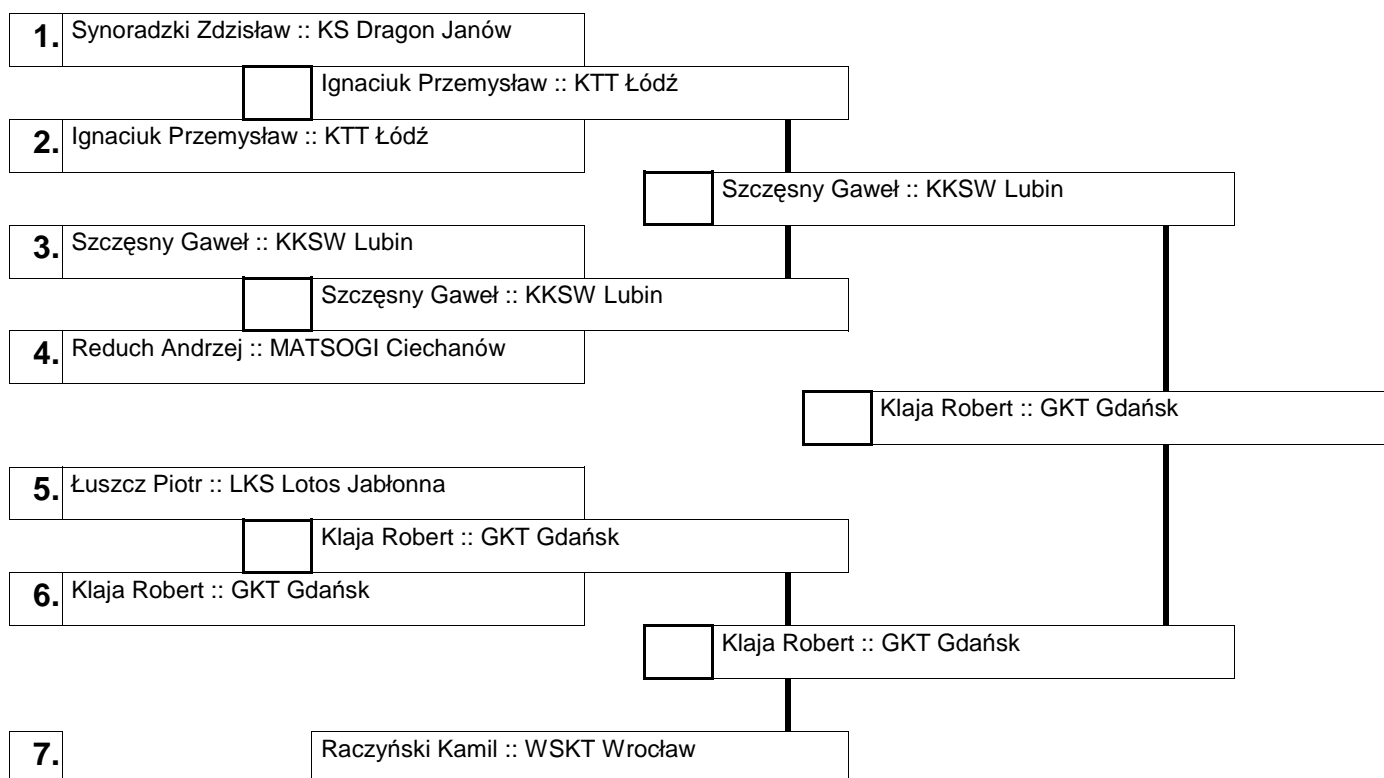 1. Synoradzki Zdzisław :: KS Dragon Janów
Ignaciuk Przemysław :: KTT Łódź
2. Ignaciuk Przemysław :: KTT Łódź
Szczęsny Gaweł :: KKSW Lubin
3. Szczęsny Gaweł :: KKSW Lubin
Szczęsny Gaweł :: KKSW Lubin
4. Reduch Andrzej :: MATSOGI Ciechanów
Klaja Robert :: GKT Gdańsk
5. Łuszcz Piotr :: LKS Lotos Jabłonna
Klaja Robert :: GKT Gdańsk
6. Klaja Robert :: GKT Gdańsk
Klaja Robert :: GKT Gdańsk
7. Raczyński Kamil :: WSKT Wrocław